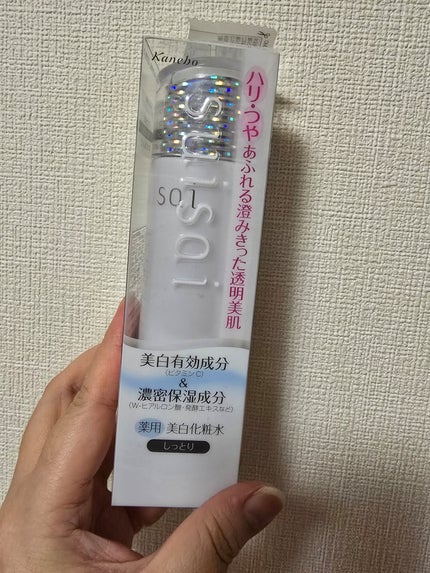 Kanebo
suisai
SOI
ハリ・つや あふれる澄みきった透明美肌
美白有効成分
(ビタミンC)
&
濃密保湿成分
(W-ヒアルロン酸・発酵エキスなど)
薬用 美白化粧水
しっとり